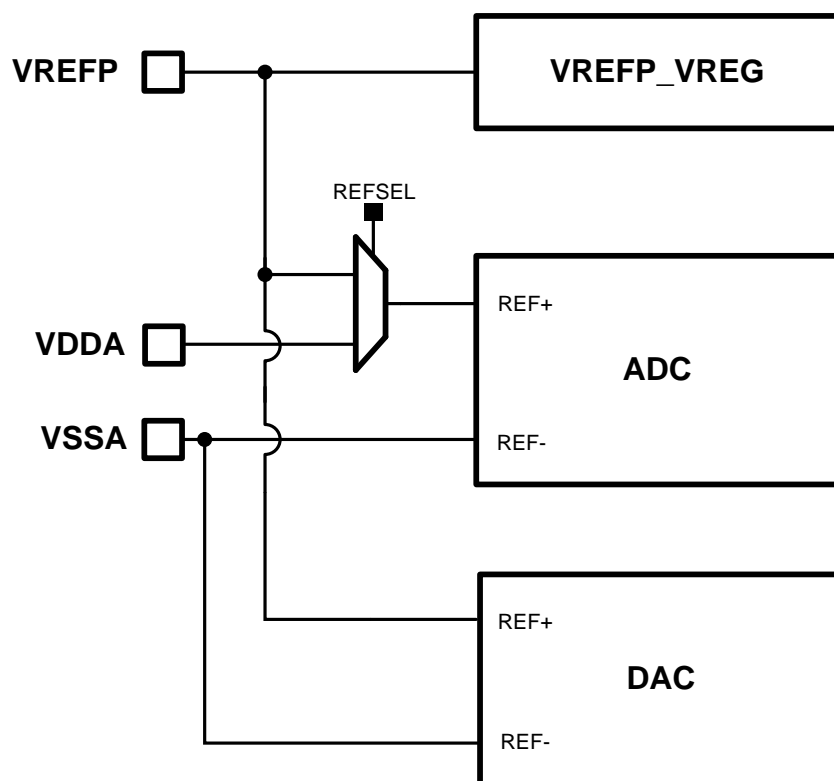 VREFP
VREFP_VREG
REFSEL
REF+
VDDA
ADC
VSSA
REF-
REF+
DAC
REF-